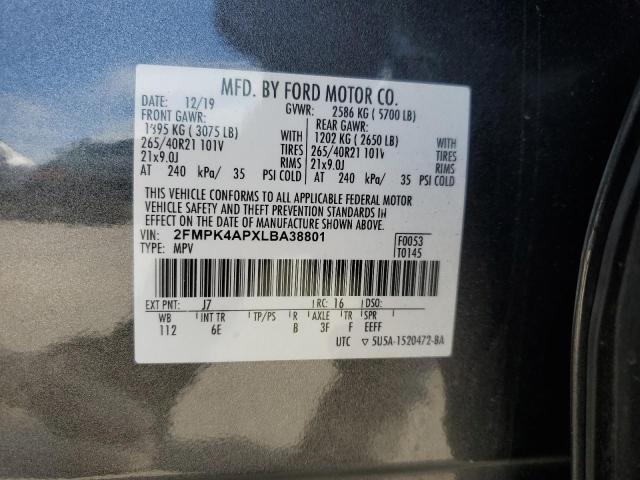 MFD. BY FORD MOTOR CO.
DATE: 12/19 GVWR: 2586 KG ( 5700 LB)
FRONT GAWR: REAR GAWR:
1395 KG ( 3075 LB) WITH 1202 KG ( 2650 LB) WITH
265/40R21 101V TIRES 265/40R21 101V TIRES
21x9.0J RIMS 21x9.0J RIMS
AT 240 kPa/ 35 PSI COLD AT 240 kPa/ 35 PSI COLD
THIS VEHICLE CONFORMS TO ALL APPLICABLE FEDERAL MOTOR
VEHICLE SAFETY AND THEFT PREVENTION STANDARDS IN
EFFECT ON THE DATE OF MANUFACTURE SHOWN ABOVE.
VIN: 2FMPK4APXLBA38801 F0053
TYPE: MPV T0145
EXT PNT: J7 RC: 16 DSO:
WB INT TR TP/PS R AXLE TR SPR
112 6E B 3F F EEFF
UTC ▽ 5U5A-1520472-BA